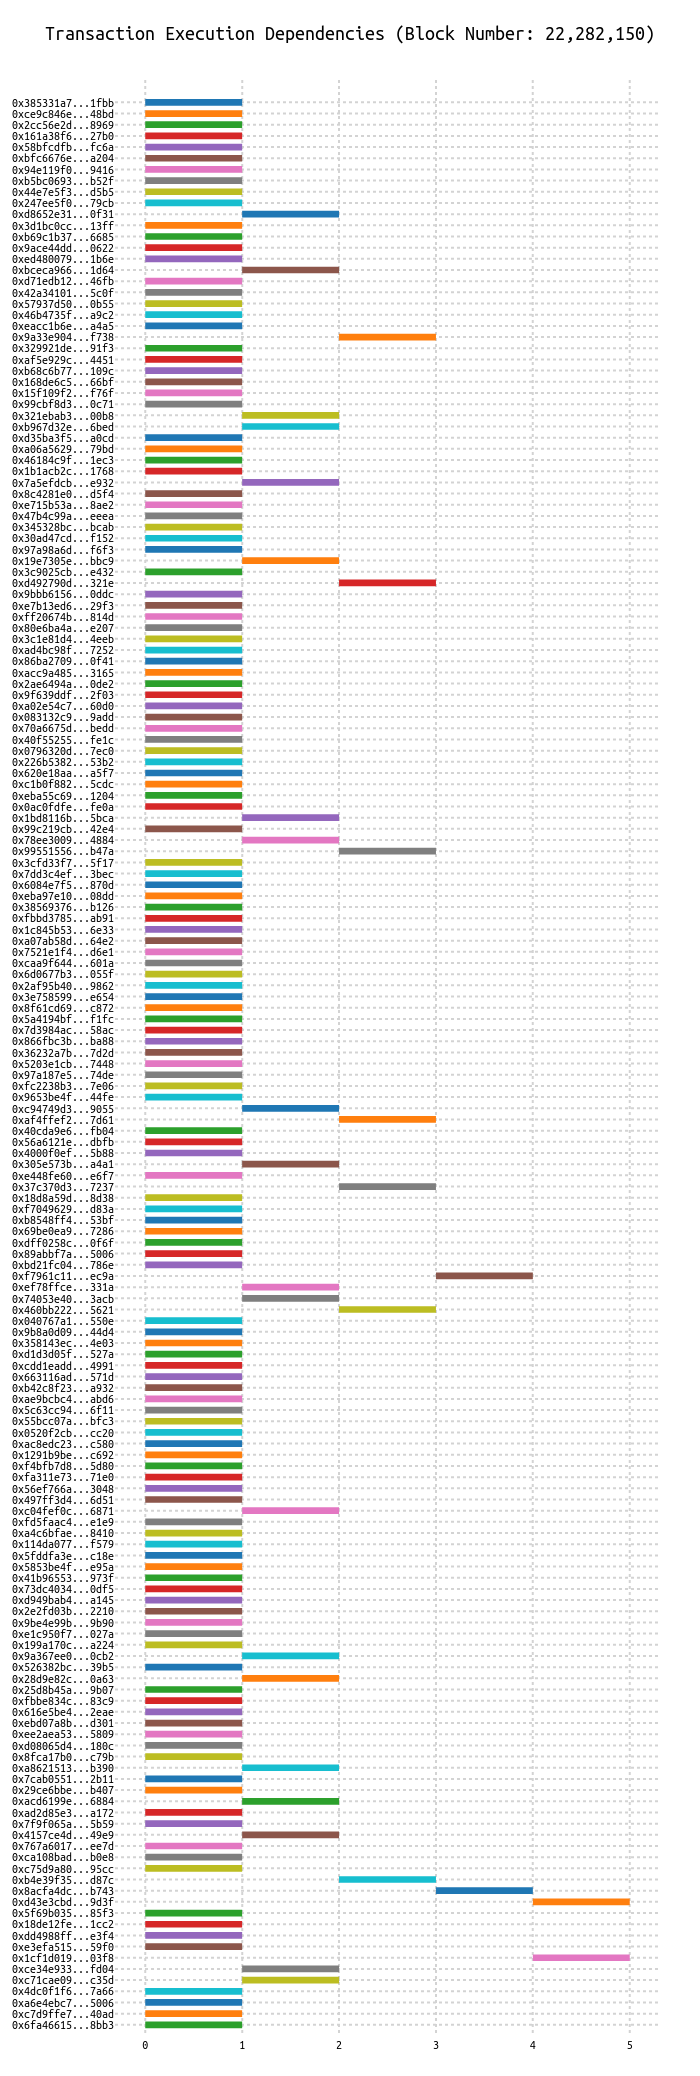 Transaction Execution Dependencies (Block Number: 22,282,150)
0x385331a7...1fbb
0xce9c846e...48bd
0x2cc56e2d...8969
0x161a38f6...27b0
0x58bfcdfb...fc6a
0xbfc6676e...a204
0x94e119f0...9416
0xb5bc0693...b52f
0x44e7e5f3...d5b5
0x247ee5f0...79cb
0xd8652e31...0f31
0x3d1bc0cc...13ff
0xb69c1b37...6685
0x9ace44dd...0622
0xed480079...1b6e
0xbceca966...1d64
0xd71edb12...46fb
0x42a34101...5c0f
0x57937d50...0b55
0x46b4735f...a9c2
0xeacc1b6e...a4a5
0x9a33e904...f738
0x329921de...91f3
0xaf5e929c...4451
0xb68c6b77...109c
0x168de6c5...66bf
0x15f109f2...f76f
0x99cbf8d3...0c71
0x321ebab3...00b8
0xb967d32e...6bed
0xd35ba3f5...a0cd
0xa06a5629...79bd
0x46184c9f...1ec3
0x1b1acb2c...1768
0x7a5efdcb...e932
0x8c4281e0...d5f4
0xe715b53a...8ae2
0x47b4c99a...eeea
0x345328bc...bcab
0x30ad47cd...f152
0x97a98a6d...f6f3
0x19e7305e...bbc9
0x3c9025cb...e432
0xd492790d...321e
0x9bbb6156...0ddc
0xe7b13ed6...29f3
0xff20674b...814d
0x80e6ba4a...e207
0x3c1e81d4...4eeb
0xad4bc98f...7252
0x86ba2709...0f41
0xacc9a485...3165
0x2ae6494a...0de2
0x9f639ddf...2f03
0xa02e54c7...60d0
0x083132c9...9add
0x70a6675d...bedd
0x40f55255...fe1c
0x0796320d...7ec0
0x226b5382...53b2
0x620e18aa...a5f7
0xc1b0f882...5cdc
0xeba55c69...1204
0x0ac0fdfe...fe0a
0x1bd8116b...5bca
0x99c219cb...42e4
0x78ee3009...4884
0x99551556...b47a
0x3cfd33f7...5f17
0x7dd3c4ef...3bec
0x6084e7f5...870d
0xeba97e10...08dd
0x38569376...b126
0xfbbd3785...ab91
0x1c845b53...6e33
0xa07ab58d...64e2
0x7521e1f4...d6e1
0xcaa9f644...601a
0x6d0677b3...055f
0x2af95b40...9862
0x3e758599...e654
0x8f61cd69...c872
0x5a4194bf...f1fc
0x7d3984ac...58ac
0x866fbc3b...ba88
0x36232a7b...7d2d
0x5203e1cb...7448
0x97a187e5...74de
0xfc2238b3...7e06
0x9653be4f...44fe
0xc94749d3...9055
0xaf4ffef2...7d61
0x40cda9e6...fb04
0x56a6121e...dbfb
0x4000f0ef...5b88
0x305e573b...a4a1
0xe448fe60...e6f7
0x37c370d3...7237
0x18d8a59d...8d38
0xf7049629...d83a
0xb8548ff4...53bf
0x69be0ea9...7286
0xdff0258c...0f6f
0x89abbf7a...5006
0xbd21fc04...786e
0xf7961c11...ec9a
0xef78ffce...331a
0x74053e40...3acb
0x460bb222...5621
0x040767a1...550e
0x9b8a0d09...44d4
0x358143ec...4e03
0xd1d3d05f...527a
0xcdd1eadd...4991
0x663116ad...571d
0xb42c8f23...a932
0xae9bcbc4...abd6
0x5c63cc94...6f11
0x55bcc07a...bfc3
0x0520f2cb...cc20
0xac8edc23...c580
0x1291b9be...c692
0xf4bfb7d8...5d80
0xfa311e73...71e0
0x56ef766a...3048
0x497ff3d4...6d51
0xc04fef0c...6871
0xfd5faac4...e1e9
0xa4c6bfae...8410
0x114da077...f579
0x5fddfa3e...c18e
0x5853be4f...e95a
0x41b96553...973f
0x73dc4034...0df5
0xd949bab4...a145
0x2e2fd03b...2210
0x9be4e99b...9b90
0xe1c950f7...027a
0x199a170c...a224
0x9a367ee0...0cb2
0x526382bc...39b5
0x28d9e82c...0a63
0x25d8b45a...9b07
0xfbbe834c...83c9
0x616e5be4...2eae
0xebd07a8b...d301
0xee2aea53...5809
0xd08065d4...180c
0x8fca17b0...c79b
0xa8621513...b390
0x7cab0551...2b11
0x29ce6bbe...b407
0xacd6199e...6884
0xad2d85e3...a172
0x7f9f065a...5b59
0x4157ce4d...49e9
0x767a6017...ee7d
0xca108bad...b0e8
0xc75d9a80...95cc
0xb4e39f35...d87c
0x8acfa4dc...b743
0xd43e3cbd...9d3f
0x5f69b035...85f3
0x18de12fe...1cc2
0xdd4988ff...e3f4
0xe3efa515...59f0
0x1cf1d019...03f8
0xce34e933...fd04
0xc71cae09...c35d
0x4dc0f1f6...7a66
0xa6e4ebc7...5006
0xc7d9ffe7...40ad
0x6fa46615...8bb3
0 1 2 3 4 5